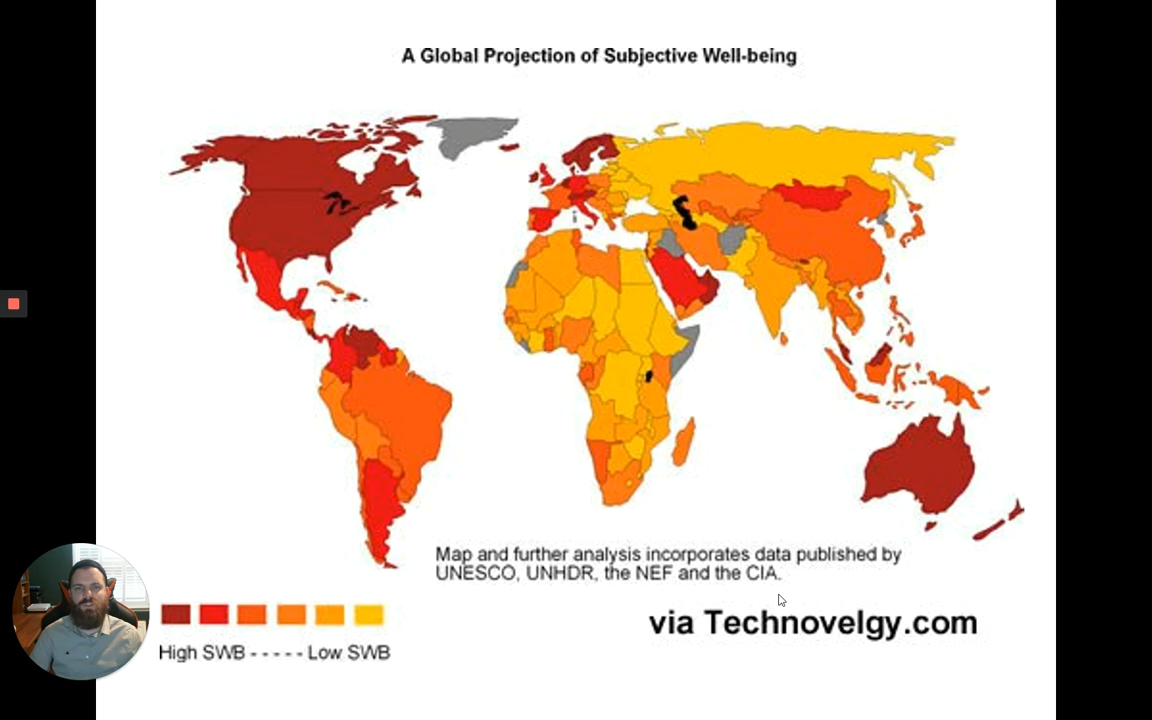 A Global Projection of Subjective Well-being
Map and further analysis incorporates data published by
UNESCO, UNHDR, the NEF and the CIA.
via Technovelgy.com
High SWB - - - - - Low SWB